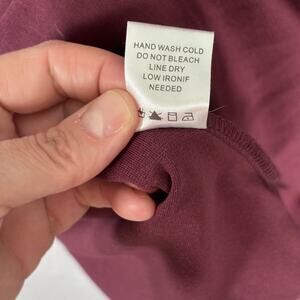 HAND WASH COLD
DO NOT BLEACH
LINE DRY
LOW IRONIF
NEEDED